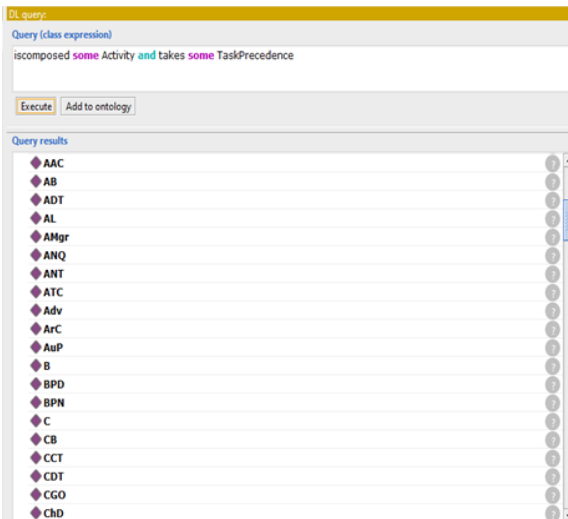 DL query:
Query (class expression)
iscomposed some Activity and takes some TaskPrecedence
Execute Add to ontology
Query results
AAC ?
AB ?
ADT ?
AL ?
AMgr ?
ANQ ?
ANT ?
ATC ?
Adv ?
ArC ?
AuP ?
B ?
BPD ?
BPN ?
C ?
CB ?
CCT ?
CDT ?
CGO ?
ChD ?